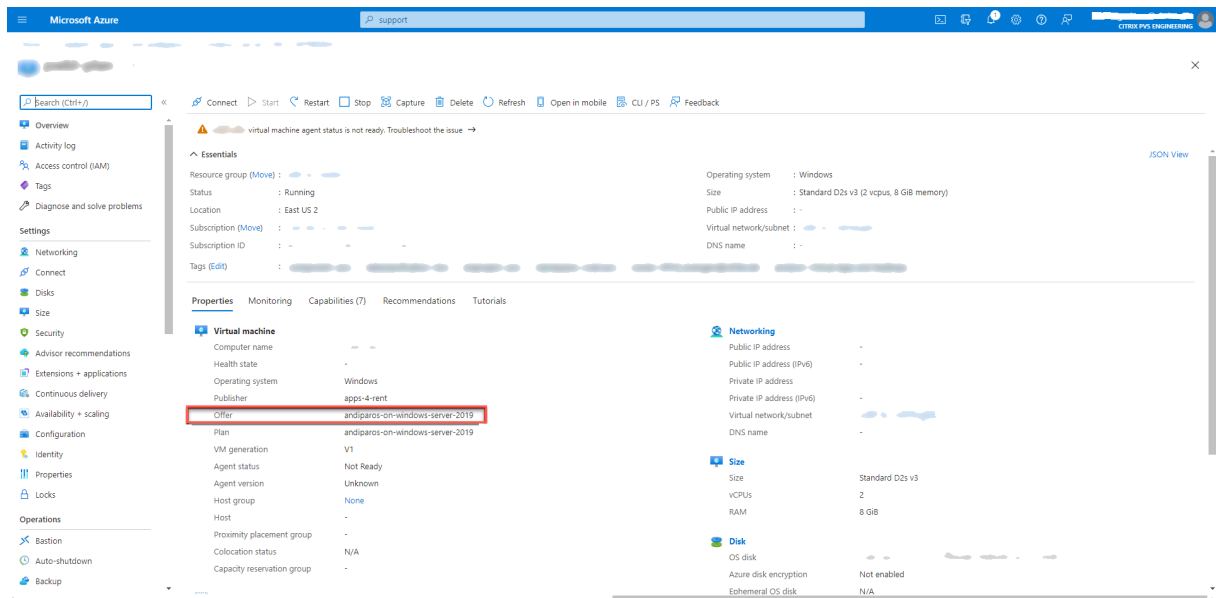 Microsoft Azure
support
CITRIX PVS ENGINEERING
1
Search (Ctrl+/)
«
Connect
Start
Restart
Stop
Capture
Delete
Refresh
Open in mobile
CLI / PS
Feedback
virtual machine agent status is not ready. Troubleshoot the issue →
Essentials
JSON View
Resource group (Move) :
Status : Running
Location : East US 2
Subscription (Move) :
Subscription ID :
Tags (Edit) :
Operating system : Windows
Size : Standard D2s v3 (2 vcpus, 8 GiB memory)
Public IP address : -
Virtual network/subnet :
DNS name : -
Overview
Activity log
Access control (IAM)
Tags
Diagnose and solve problems
Settings
Networking
Connect
Disks
Size
Security
Advisor recommendations
Extensions + applications
Continuous delivery
Availability + scaling
Configuration
Identity
Properties
Locks
Operations
Bastion
Auto-shutdown
Backup
Properties
Monitoring
Capabilities (7)
Recommendations
Tutorials
Virtual machine
Computer name
Health state -
Operating system Windows
Publisher apps-4-rent
Offer andiparos-on-windows-server-2019
Plan andiparos-on-windows-server-2019
VM generation V1
Agent status Not Ready
Agent version Unknown
Host group None
Host -
Proximity placement group -
Colocation status N/A
Capacity reservation group -
Networking
Public IP address -
Public IP address (IPv6) -
Private IP address
Private IP address (IPv6) -
Virtual network/subnet
DNS name -
Size
Size Standard D2s v3
vCPUs 2
RAM 8 GiB
Disk
OS disk
Azure disk encryption Not enabled
Ephemeral OS disk N/A